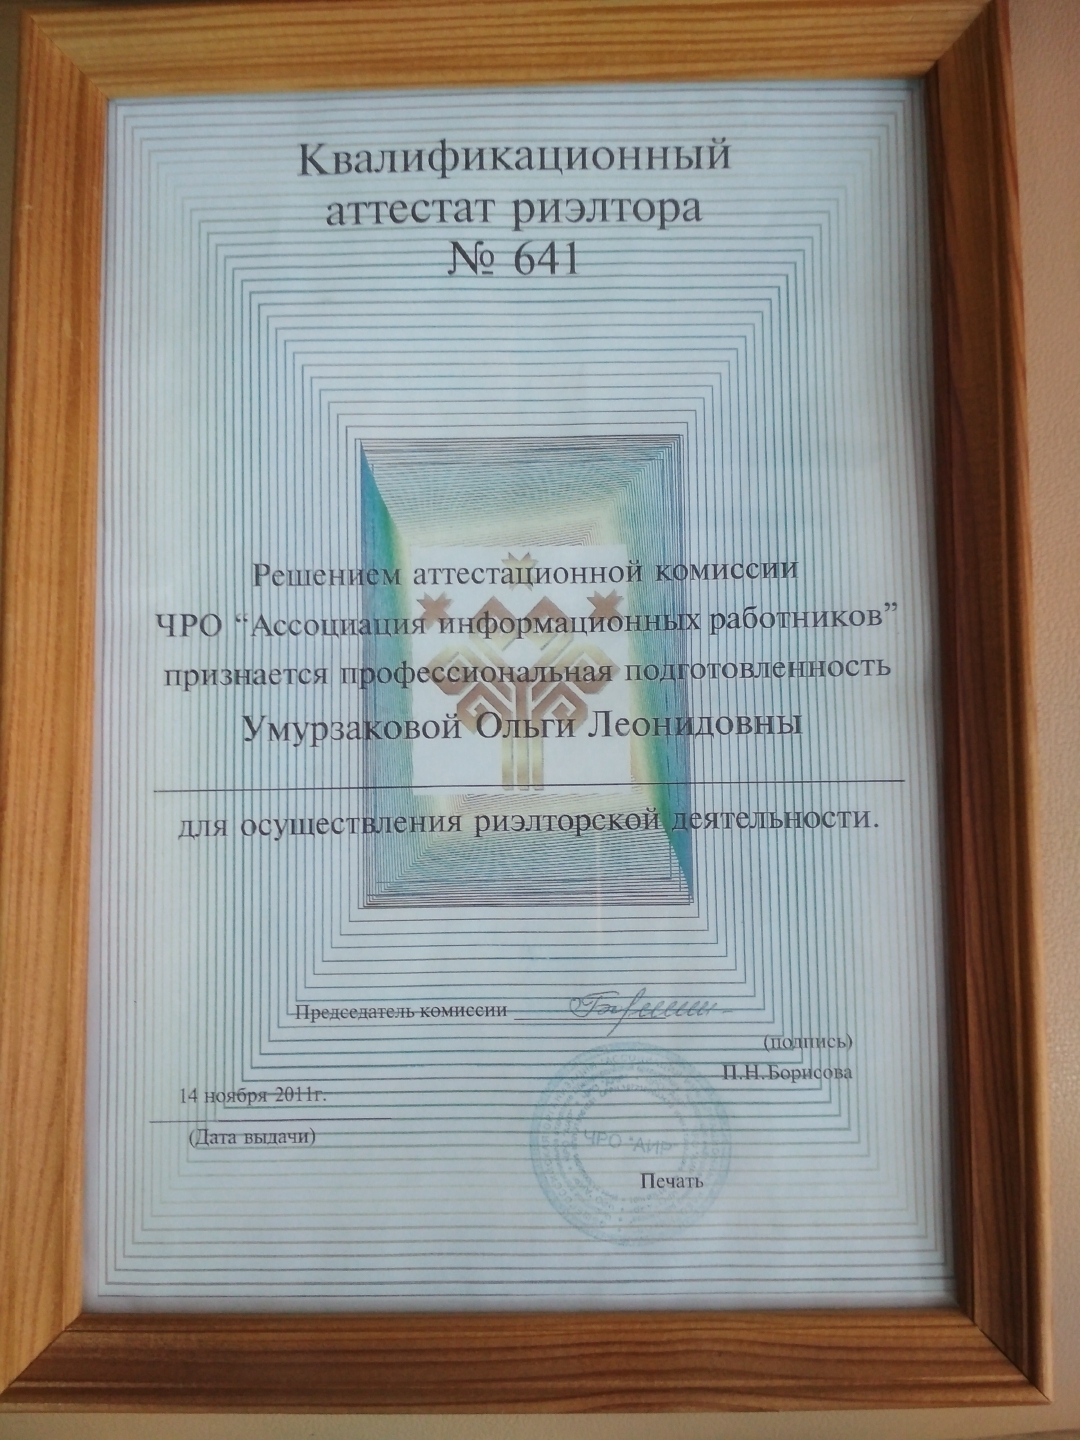 Квалификационный
аттестат риэлтора
№ 641
Решением аттестационной комиссии
ЧРО “Ассоциация информационных работников”
признается профессиональная подготовленность
Умурзаковой Ольги Леонидовны
для осуществления риэлторской деятельности.
Председатель комиссии
(подпись)
П.Н.Борисова
14 ноября 2011г.
(Дата выдачи)
ЧРО "АИР"
Печать